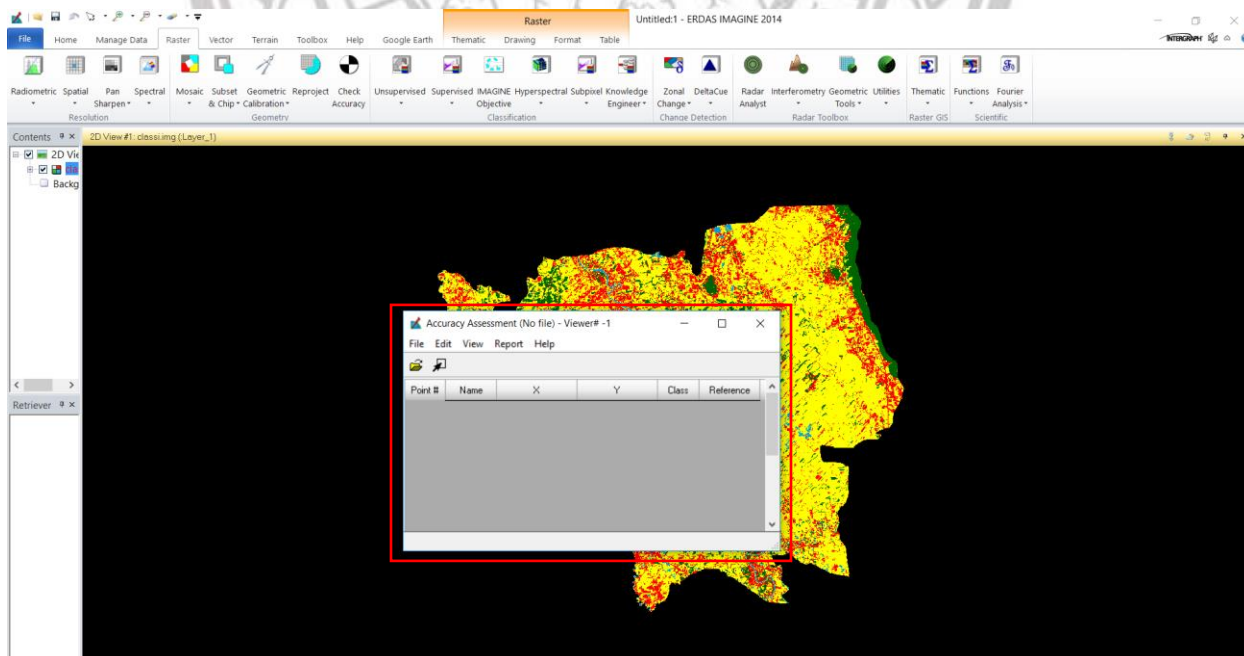 Raster
Untitled:1 - ERDAS IMAGINE 2014
File Home Manage Data Raster Vector Terrain Toolbox Help Google Earth Thematic Drawing Format Table
INTERGRAPH
Radiometric Spatial Pan Sharpen Spectral Mosaic Subset & Chip Geometric Calibration Reproject Check Accuracy Unsupervised Supervised IMAGINE Objective Hyperspectral Subpixel Knowledge Engineer Zonal Change DeltaCue Radar Analyst Interferometry Geometric Tools Utilities Thematic Functions Fourier Analysis
Resolution Geometry Classification Change Detection Radar Toolbox Raster GIS Scientific
Contents
2D View #1: classi.img (:Layer_1)
2D Vie
cla
Backg
Retriever
Accuracy Assessment (No file) - Viewer# -1
File Edit View Report Help
Point # Name X Y Class Reference